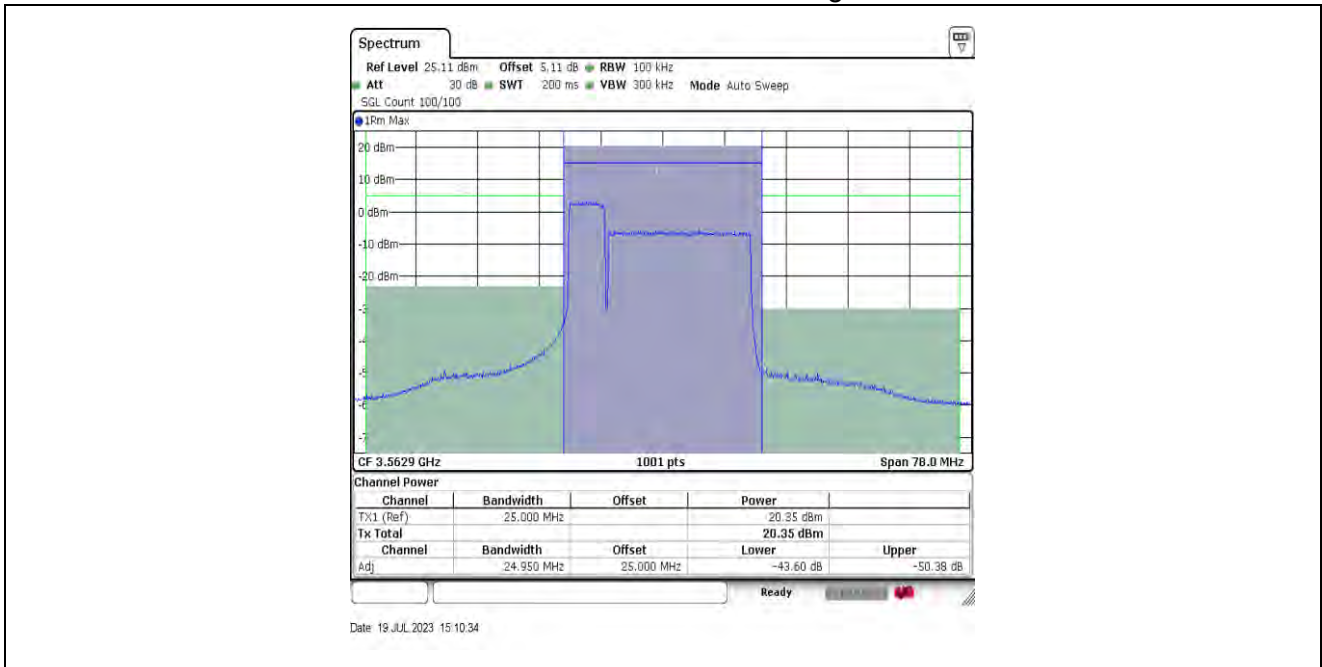 Spectrum
Ref Level 25.11 dBm Offset 5.11 dB RBW 100 kHz
Att 30 dB SWT 200 ms VBW 300 kHz Mode Auto Sweep
SGL Count 100/100
1Rm Max
20 dBm
10 dBm
0 dBm
-10 dBm
-20 dBm
CF 3.5629 GHz 1001 pts Span 78.0 MHz
Channel Power
Channel Bandwidth Offset Power
TX1 (Ref) 25.000 MHz 20.35 dBm
Tx Total 20.35 dBm
Channel Bandwidth Offset Lower Upper
Adj 24.950 MHz 25.000 MHz -43.60 dB -50.38 dB
Ready
Date: 19.JUL.2023 15:10:34